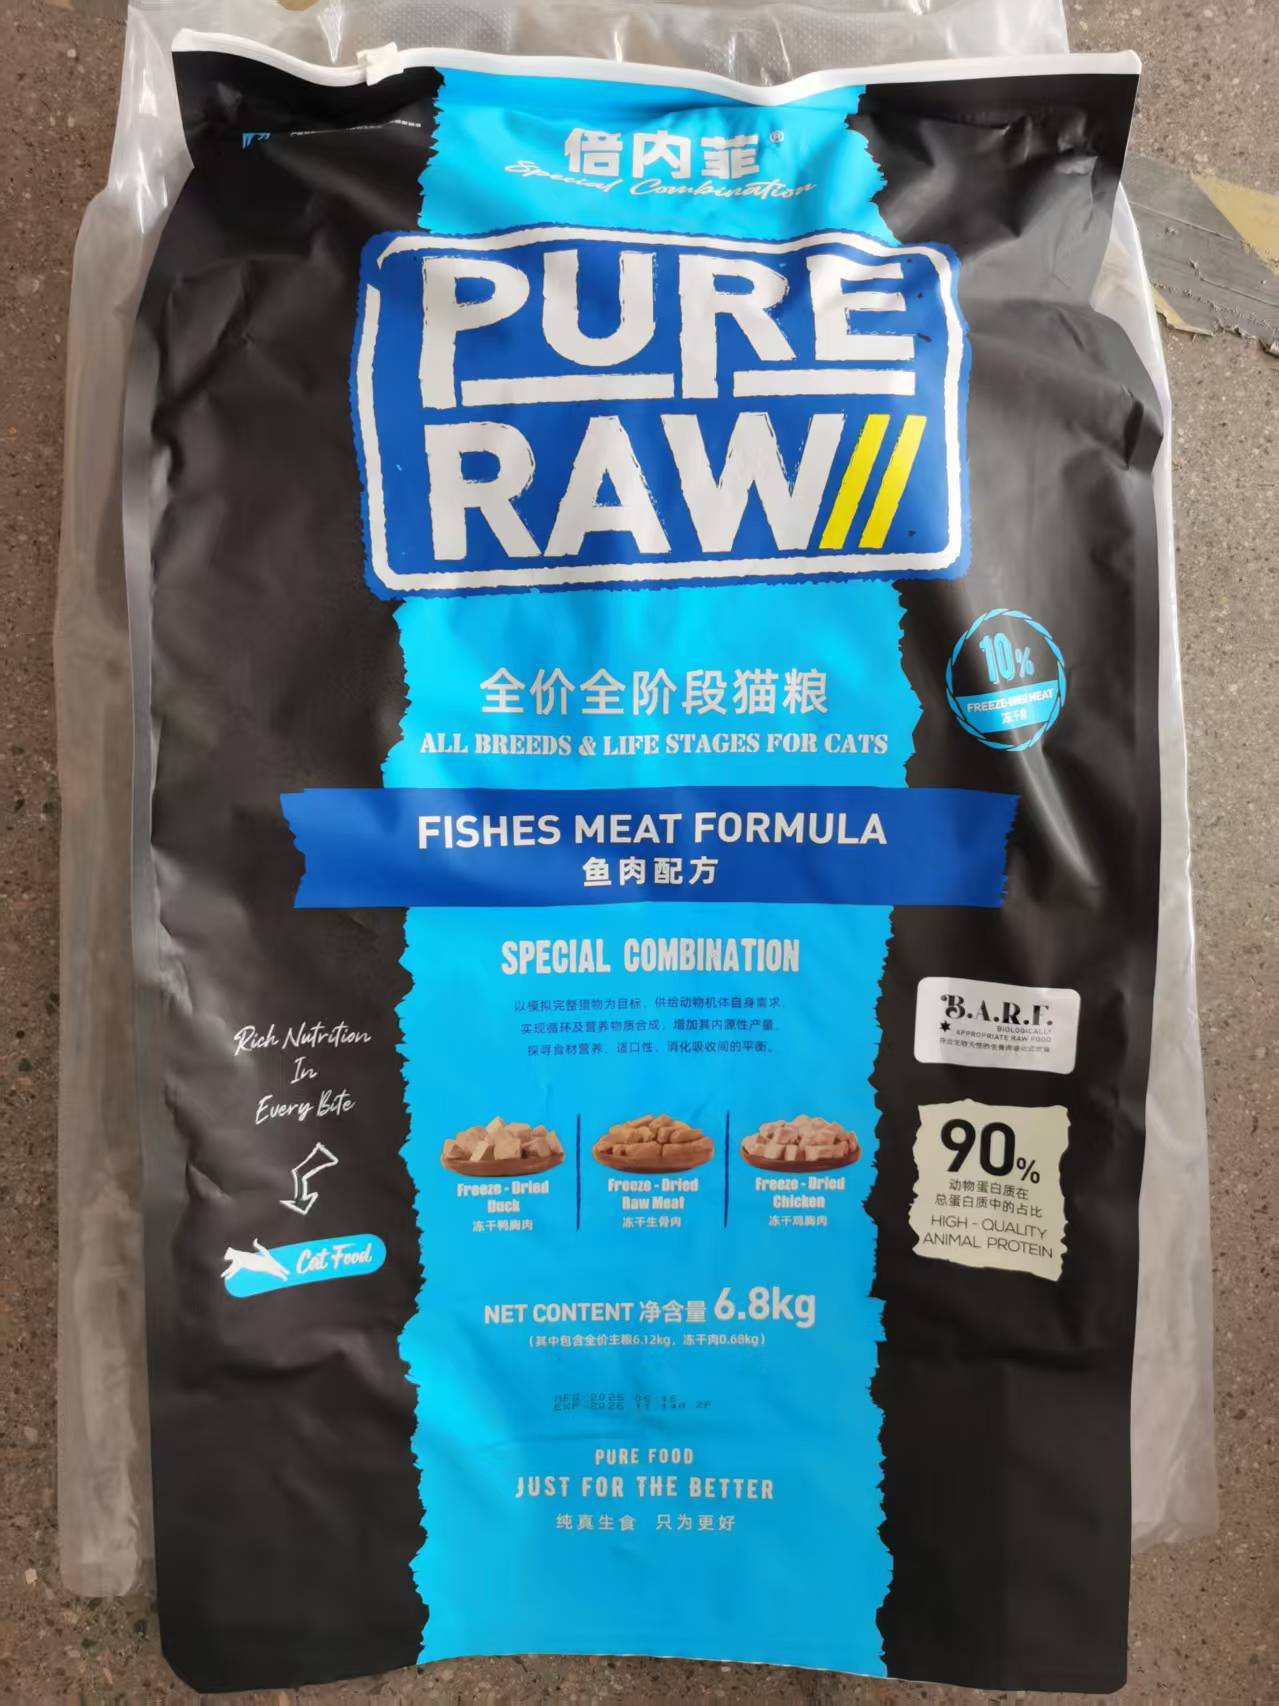 倍内菲®
Special Combination
PURE
RAW
全价全阶段猫粮
ALL BREEDS & LIFE STAGES FOR CATS
10%
FREEZE-DRIED MEAT
冻干肉
FISHES MEAT FORMULA
鱼肉配方
SPECIAL COMBINATION
以模拟完整猎物为目标，供给动物机体自身需求，
实现循环及营养物质合成，增加其内源性产量，
探寻食材营养、适口性、消化吸收间的平衡。
Rich Nutrition
In
Every Bite
Cat Food
B.A.R.F.
BIOLOGICALLY
APPROPRIATE RAW FOOD
90%
动物蛋白质在
总蛋白质中的占比
HIGH - QUALITY
ANIMAL PROTEIN
Freeze - Dried
Duck
冻干鸭胸肉
Freeze - Dried
Raw Meat
冻干生骨肉
Freeze - Dried
Chicken
冻干鸡胸肉
NET CONTENT 净含量 6.8kg
（其中包含全价主粮6.12kg，冻干肉0.68kg）
PURE FOOD
JUST FOR THE BETTER
纯真生食 只为更好